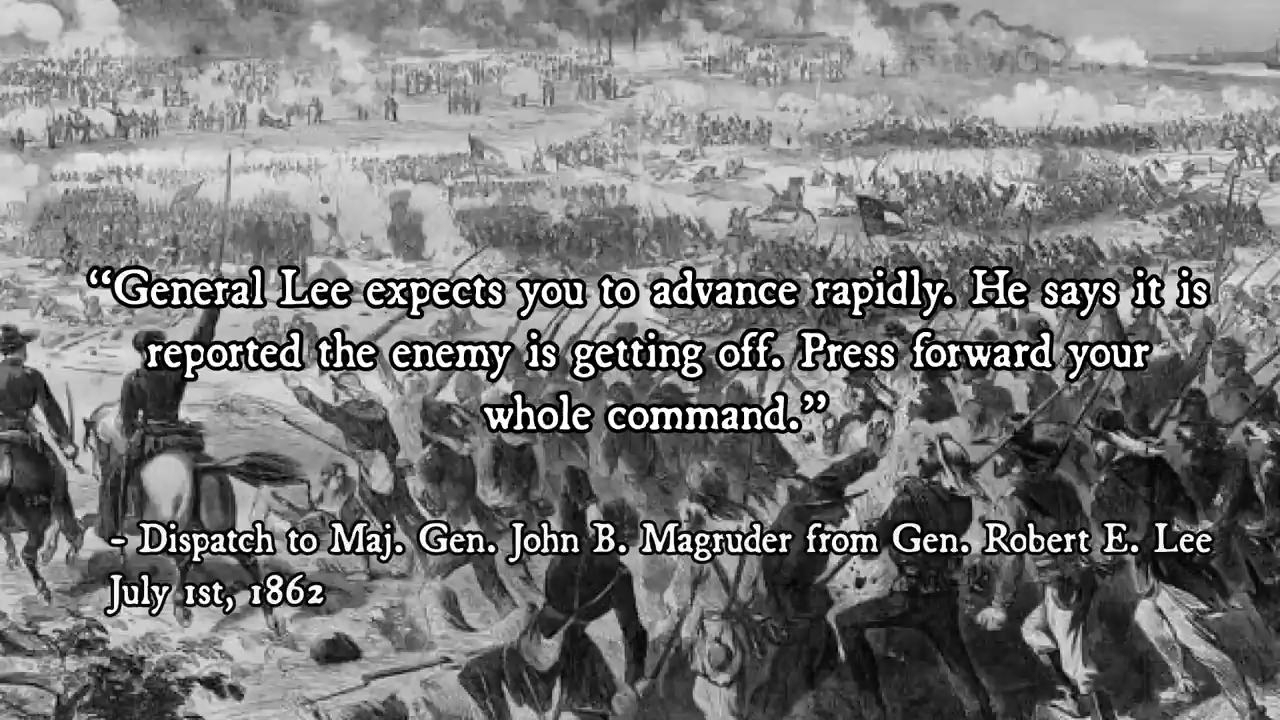 “General Lee expects you to advance rapidly. He says it is
reported the enemy is getting off. Press forward your
whole command.”
- Dispatch to Maj. Gen. John B. Magruder from Gen. Robert E. Lee
July 1st, 1862